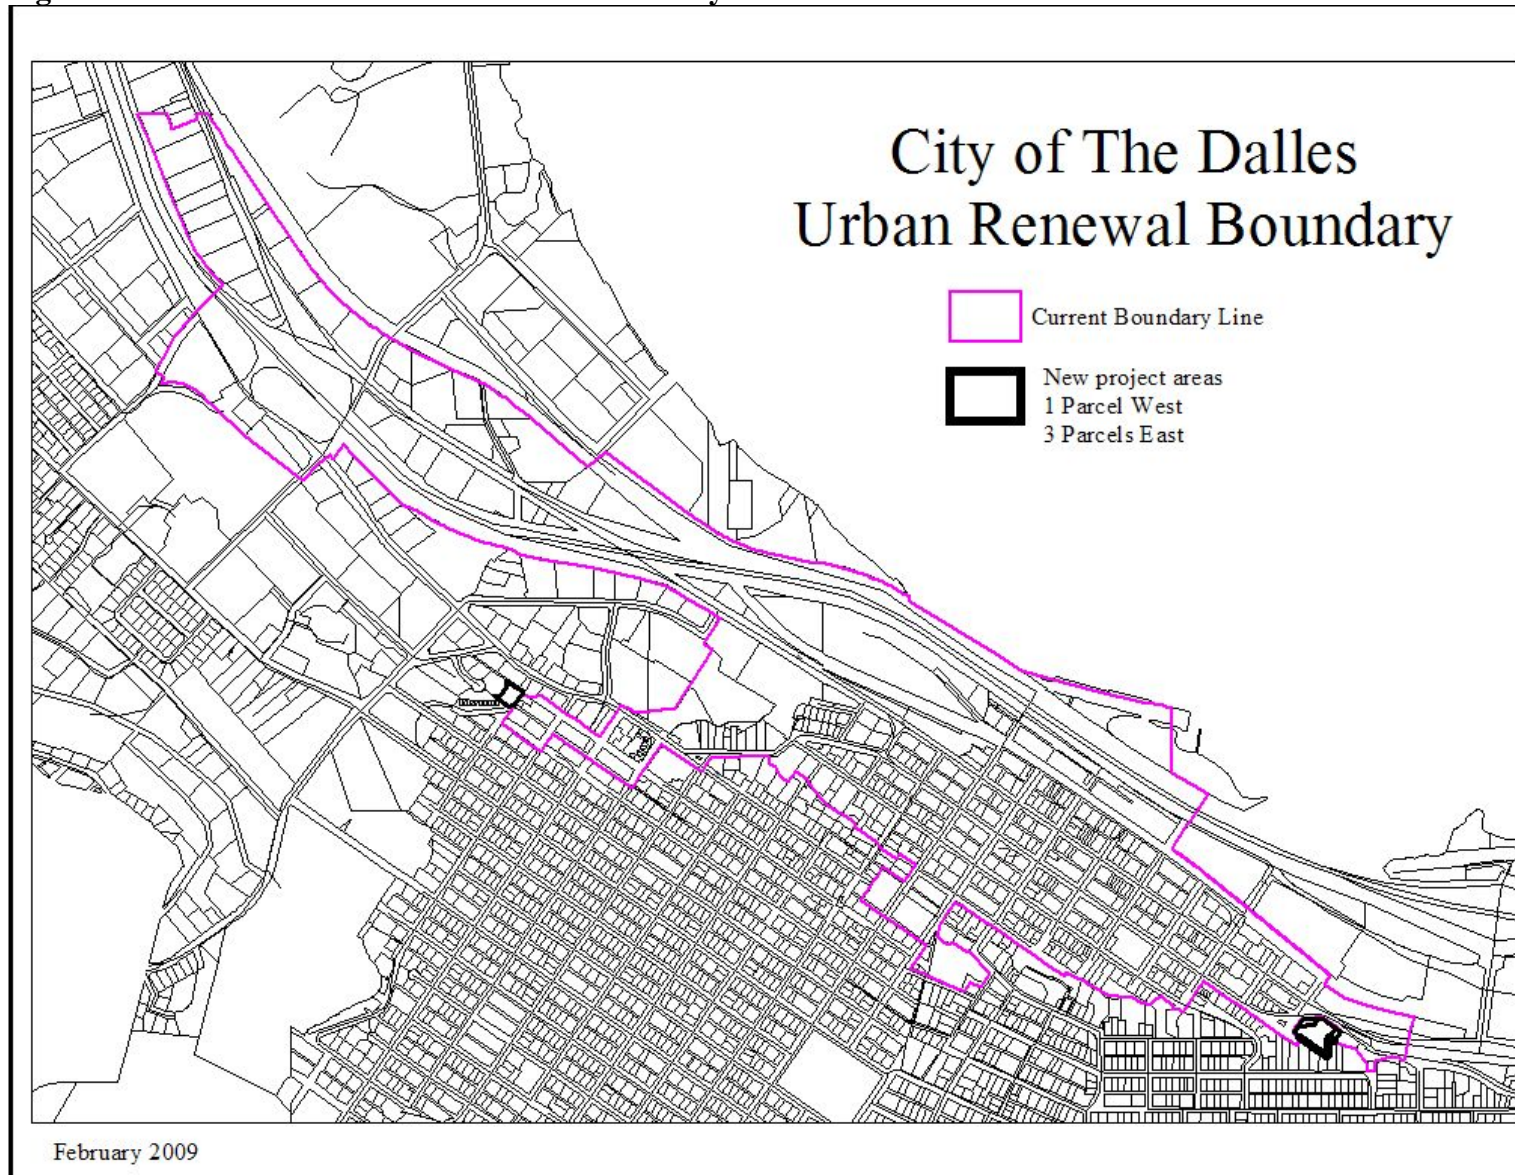 City of The Dalles
Urban Renewal Boundary
Current Boundary Line
New project areas
1 Parcel West
3 Parcels East
February 2009